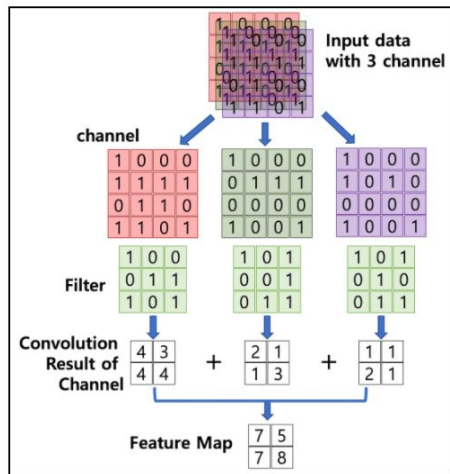 Input data
with 3 channel
channel
1 0 0 0 1 0 0 0 1 0 0 0
1 1 1 1 0 1 1 1 1 0 1 0
0 1 1 0 0 0 0 0 0 0 0 0
1 1 0 1 1 0 0 1 1 0 0 1
Filter
1 0 0 1 0 1 1 0 1
0 1 1 0 0 1 0 1 0
1 0 1 0 1 1 0 1 1
Convolution
Result of
Channel
4 3 + 2 1 + 1 1
4 4 1 3 2 1
Feature Map
7 5
7 8